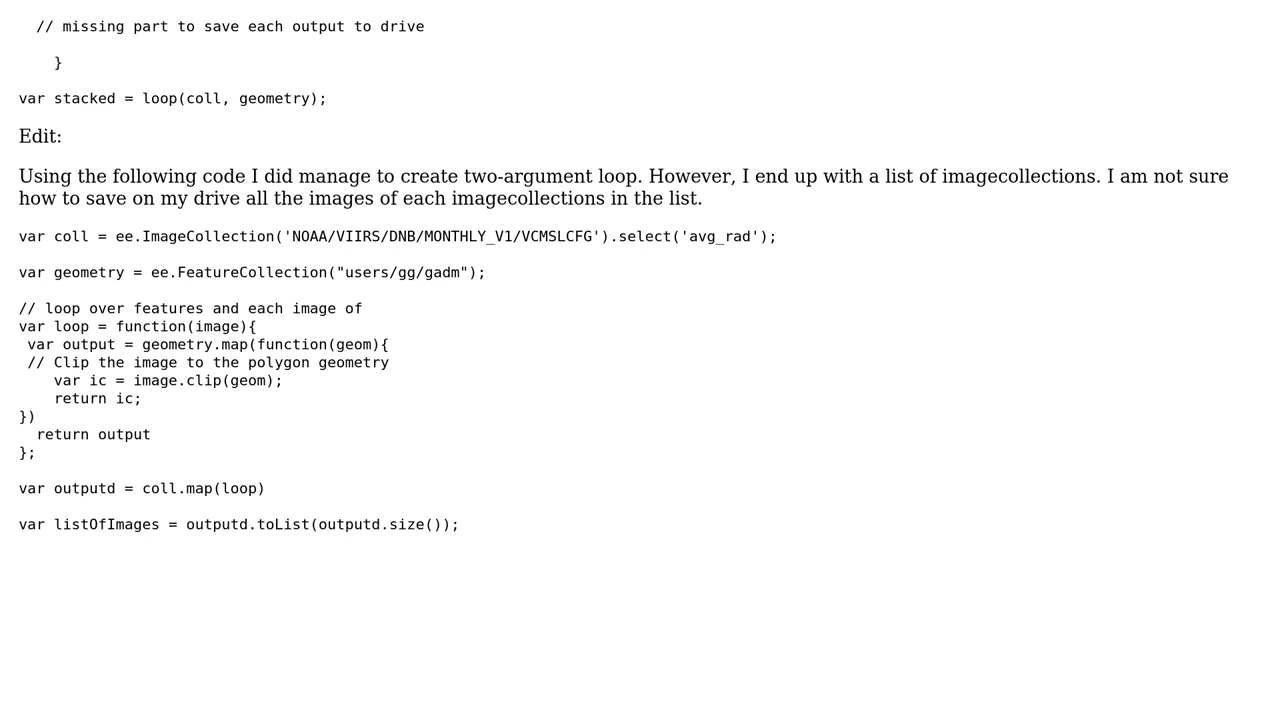 // missing part to save each output to drive
}
var stacked = loop(coll, geometry);
Edit:
Using the following code I did manage to create two-argument loop. However, I end up with a list of imagecollections. I am not sure
how to save on my drive all the images of each imagecollections in the list.
var coll = ee.ImageCollection('NOAA/VIIRS/DNB/MONTHLY_V1/VCMSLCFG').select('avg_rad');
var geometry = ee.FeatureCollection("users/gg/gadm");
// loop over features and each image of
var loop = function(image){
var output = geometry.map(function(geom){
// Clip the image to the polygon geometry
var ic = image.clip(geom);
return ic;
})
return output
};
var outputd = coll.map(loop)
var listOfImages = outputd.toList(outputd.size());